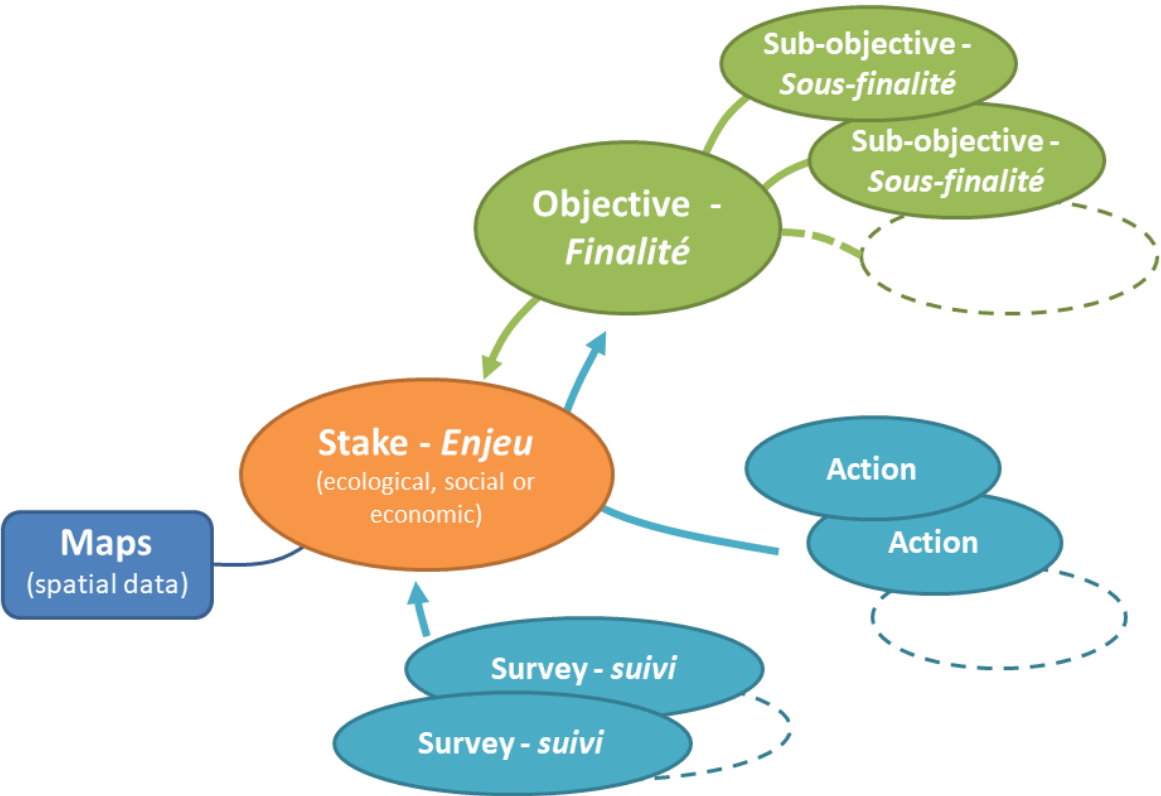 Sub-objective -
Sous-finalité
Sub-objective -
Sous-finalité
Objective -
Finalité
Stake - Enjeu
(ecological, social or
economic)
Action
Action
Maps
(spatial data)
Survey - suivi
Survey - suivi